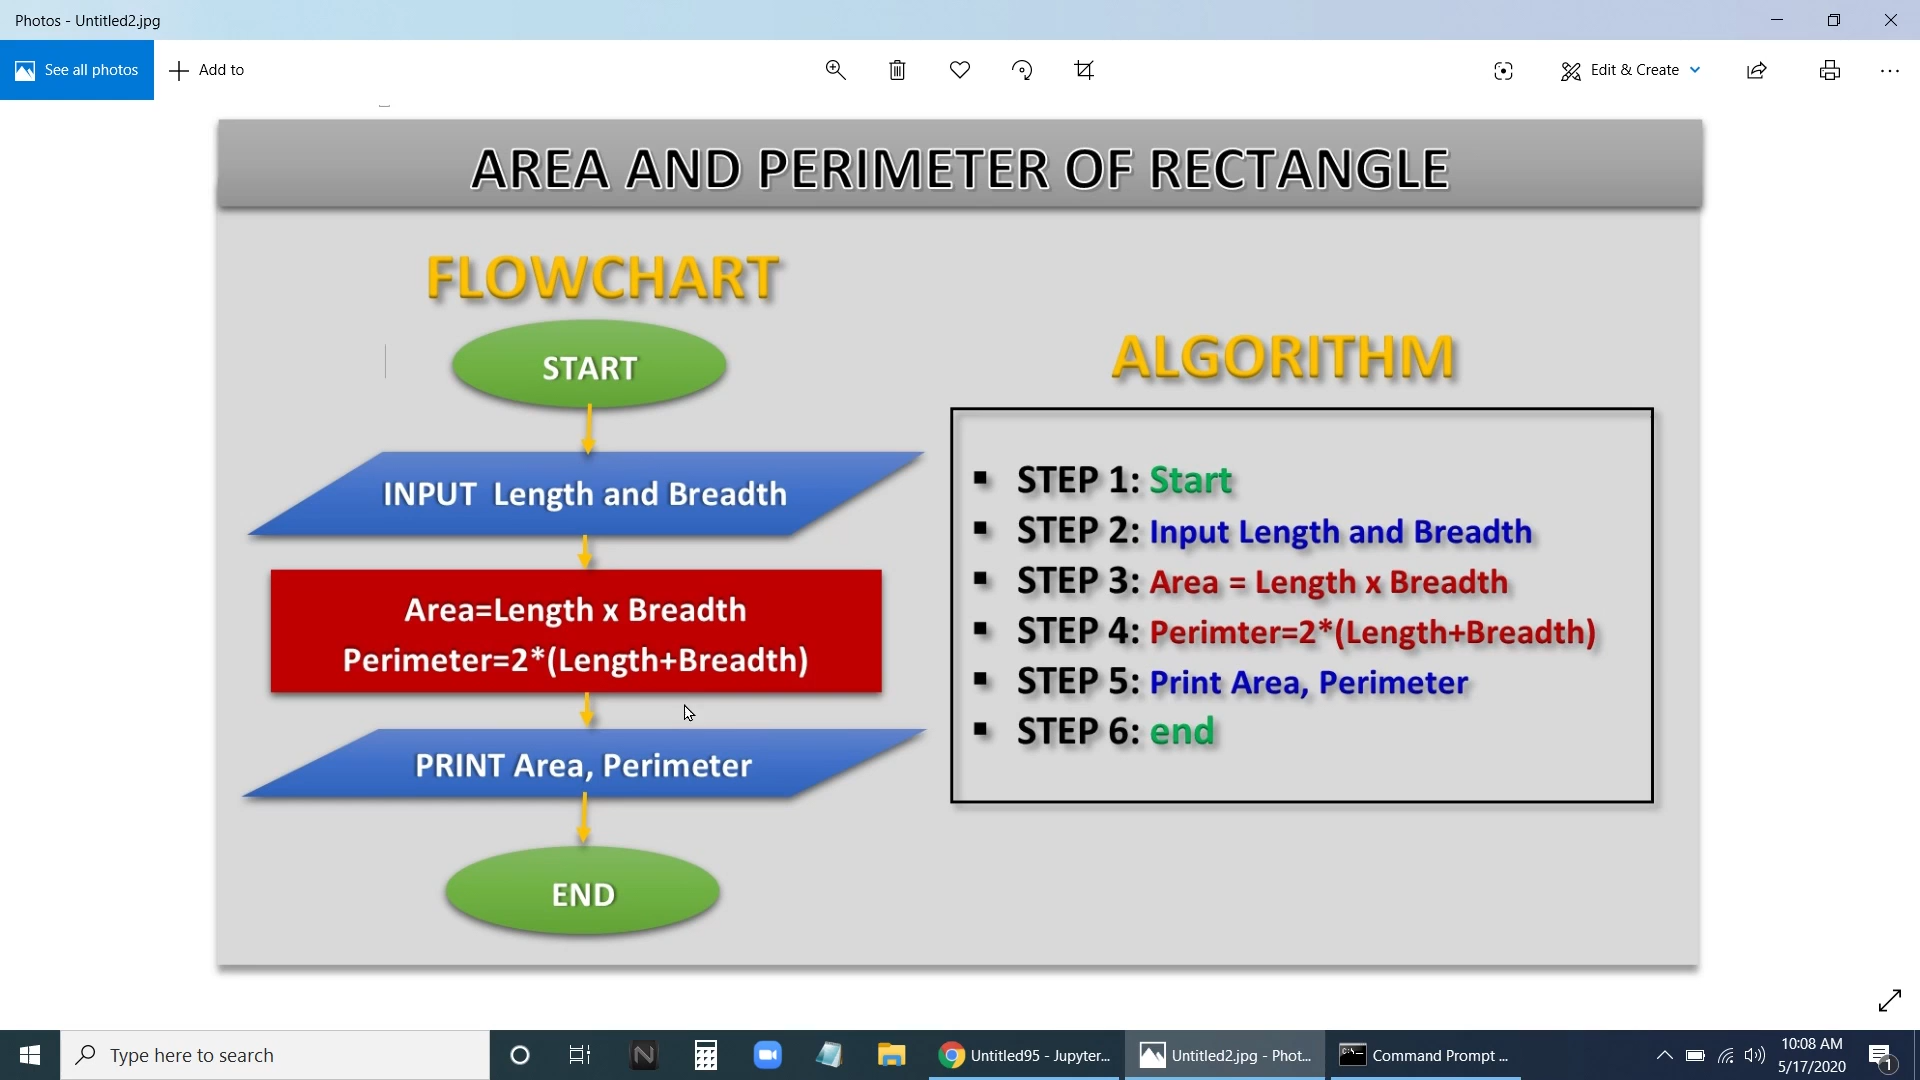 Photos - Untitled2.jpg
See all photos
Add to
Edit & Create
AREA AND PERIMETER OF RECTANGLE
FLOWCHART
START
INPUT Length and Breadth
Area=Length x Breadth
Perimeter=2*(Length+Breadth)
PRINT Area, Perimeter
END
ALGORITHM
▪ STEP 1: Start
▪ STEP 2: Input Length and Breadth
▪ STEP 3: Area = Length x Breadth
▪ STEP 4: Perimter=2*(Length+Breadth)
▪ STEP 5: Print Area, Perimeter
▪ STEP 6: end
Type here to search
N
Untitled95 - Jupyter...
Untitled2.jpg - Phot...
Command Prompt ...
10:08 AM
5/17/2020
1